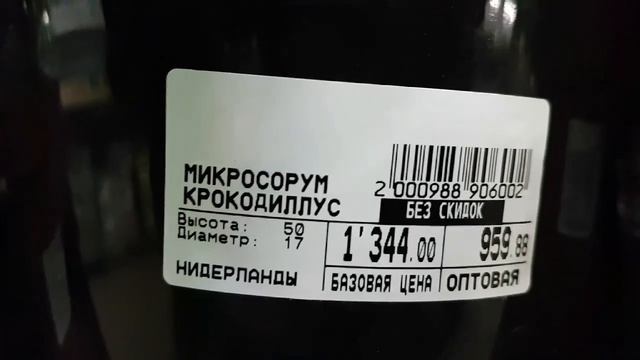 МИКРОСОРУМ
КРОКОДИЛЛУС
2 000988 906002
БЕЗ СКИДОК
Высота: 50
Диаметр: 17
1'344.00
959.88
НИДЕРЛАНДЫ
БАЗОВАЯ ЦЕНА
ОПТОВАЯ